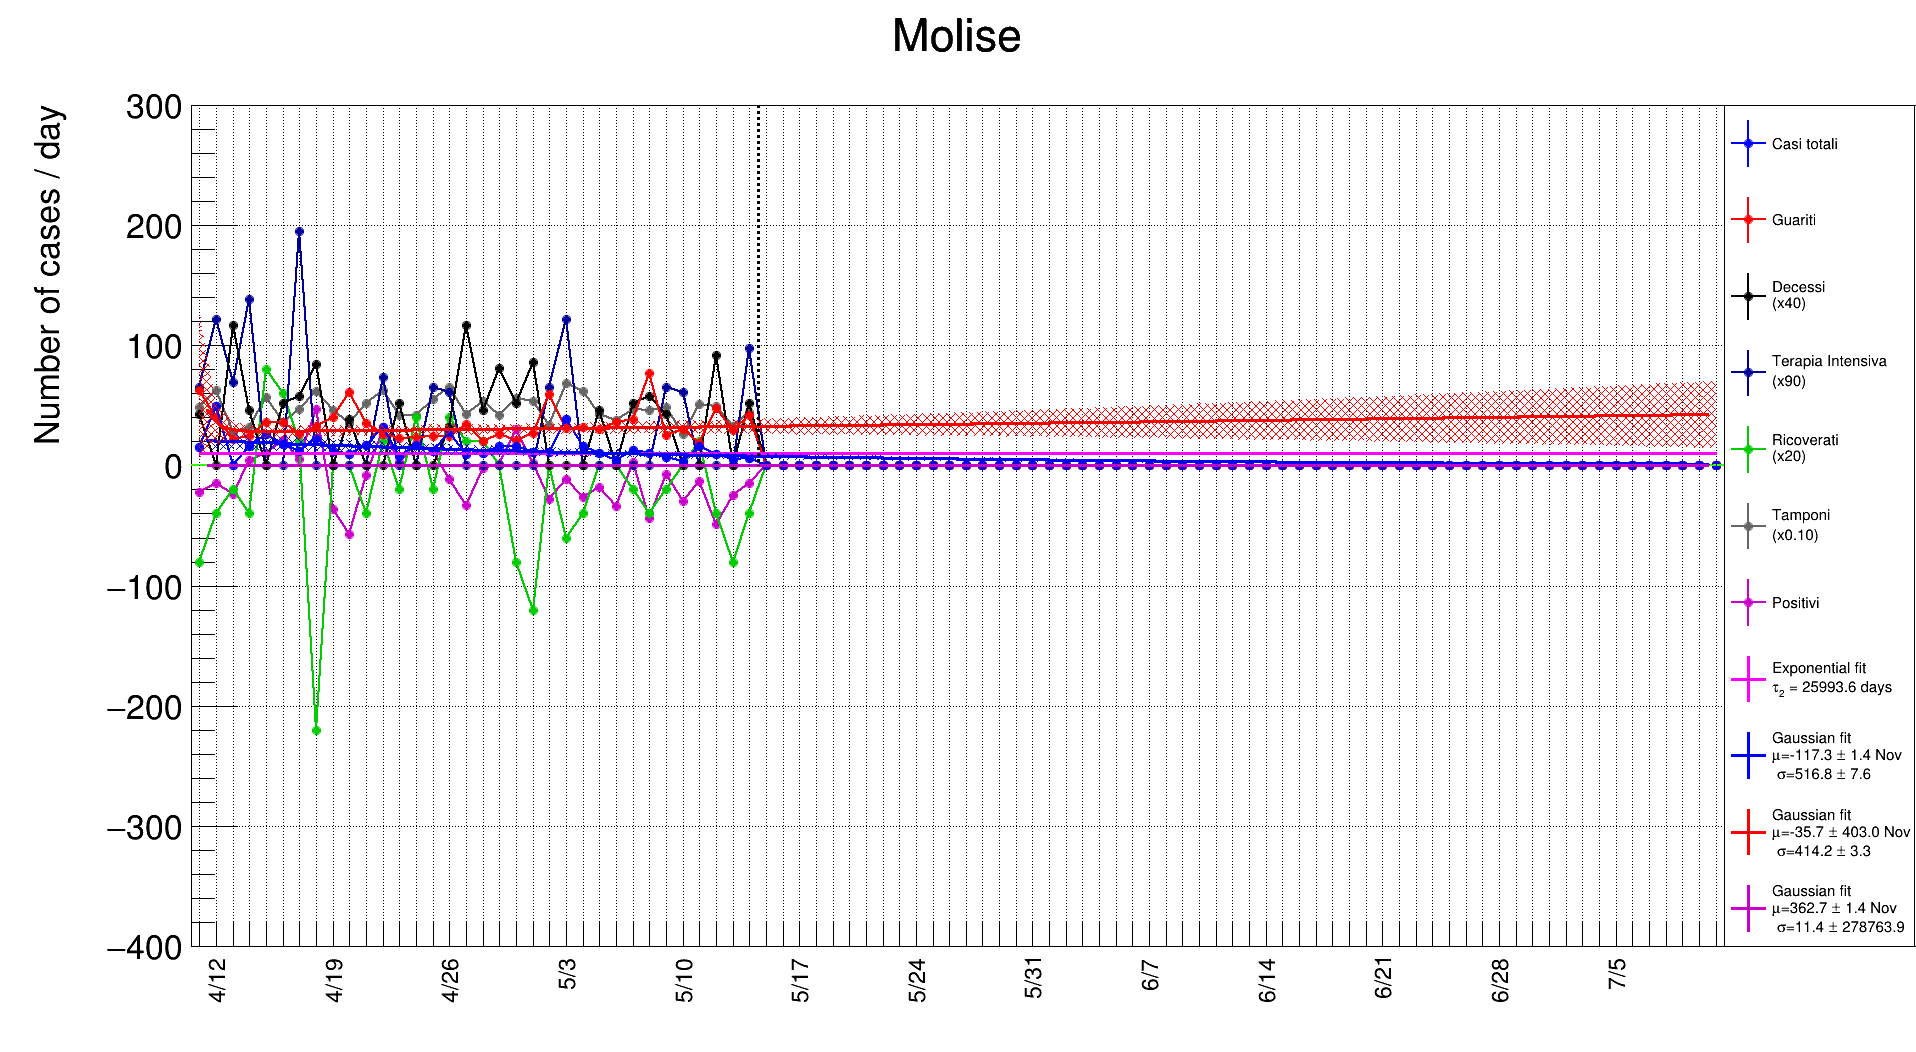 Molise
Number of cases / day
300
200
100
0
−100
−200
−300
−400
4/12
4/19
4/26
5/3
5/10
5/17
5/24
5/31
6/7
6/14
6/21
6/28
7/5
Casi totali
Guariti
Decessi
(x40)
Terapia Intensiva
(x90)
Ricoverati
(x20)
Tamponi
(x0.10)
Positivi
Exponential fit
τ₂ = 25993.6 days
Gaussian fit
μ=-117.3 ± 1.4 Nov
σ=516.8 ± 7.6
Gaussian fit
μ=-35.7 ± 403.0 Nov
σ=414.2 ± 3.3
Gaussian fit
μ=362.7 ± 1.4 Nov
σ=11.4 ± 278763.9